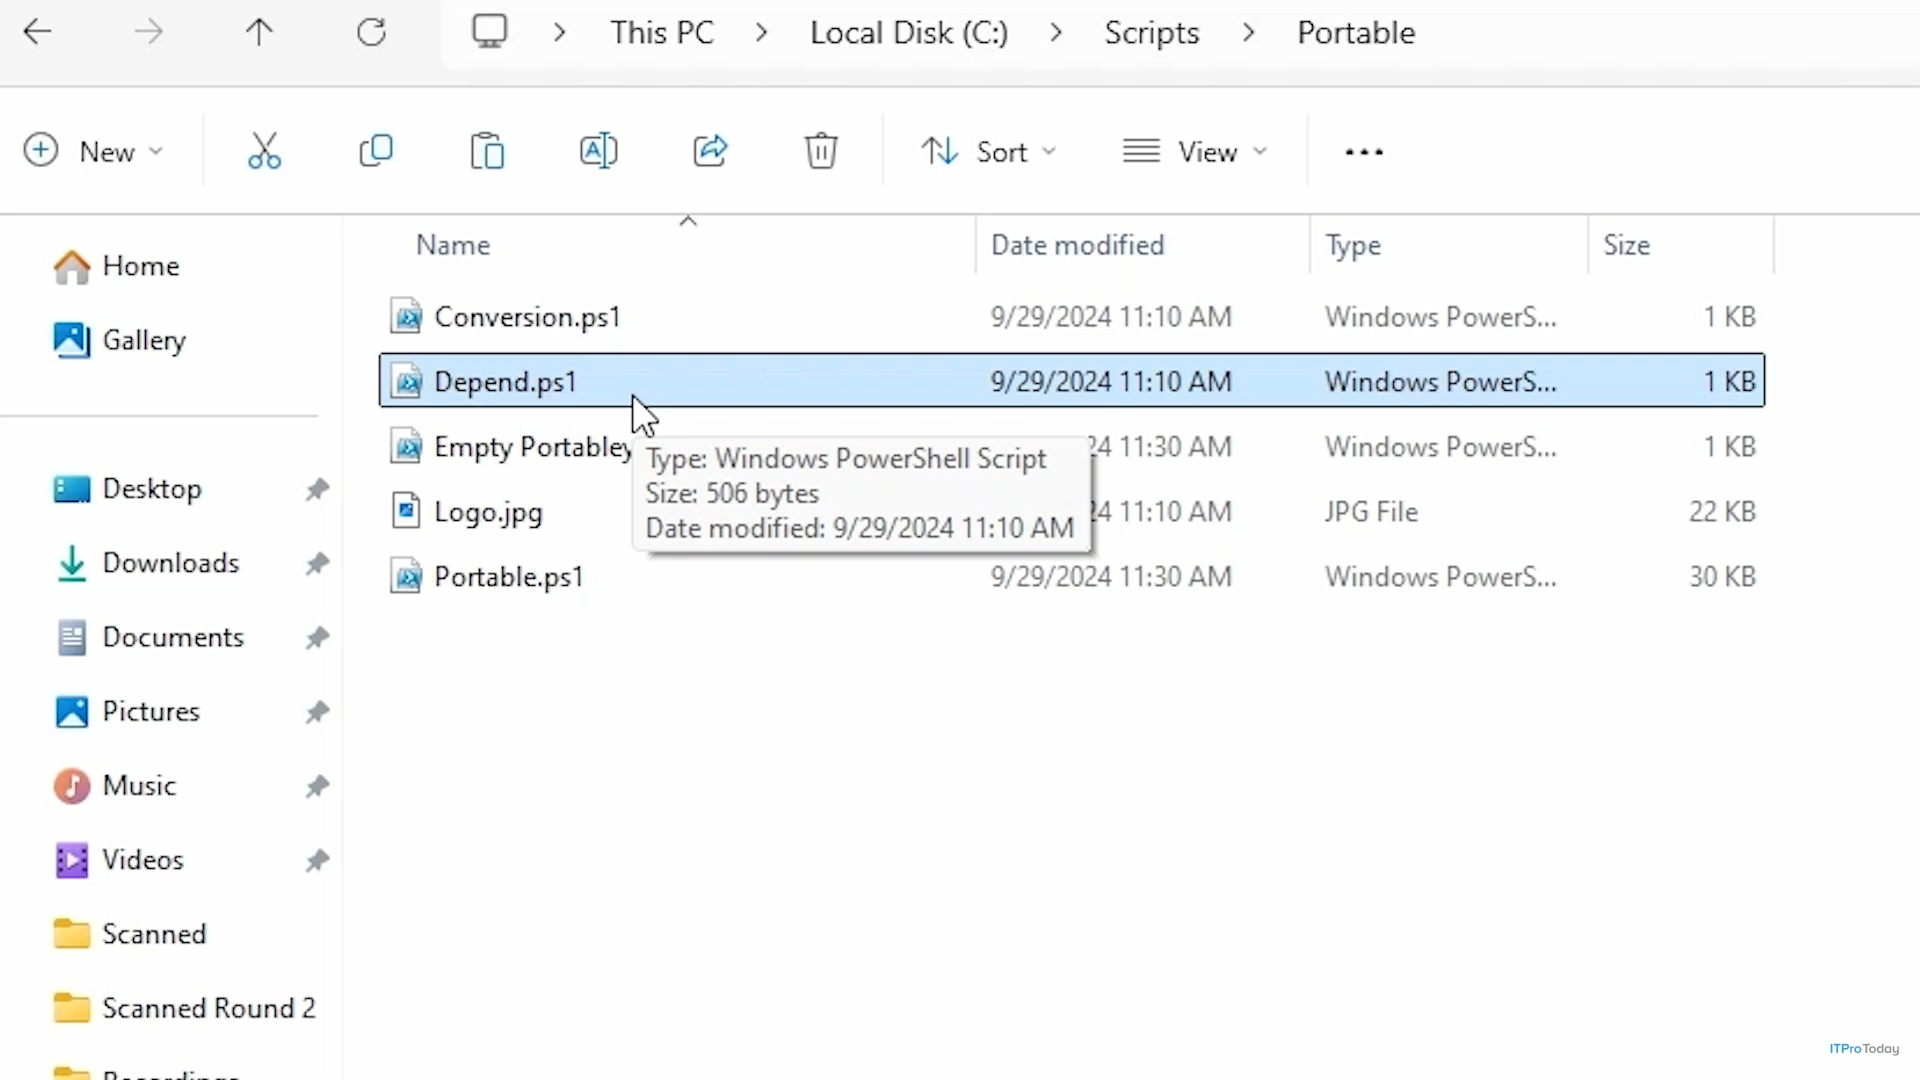 This PC > Local Disk (C:) > Scripts > Portable
New Sort View
Name Date modified Type Size
Home
Gallery
Desktop
Downloads
Documents
Pictures
Music
Videos
Scanned
Scanned Round 2
Conversion.ps1 9/29/2024 11:10 AM Windows PowerS... 1 KB
Depend.ps1 9/29/2024 11:10 AM Windows PowerS... 1 KB
Empty Portabley 11:30 AM Windows PowerS... 1 KB
Logo.jpg 11:10 AM JPG File 22 KB
Portable.ps1 9/29/2024 11:30 AM Windows PowerS... 30 KB
Type: Windows PowerShell Script
Size: 506 bytes
Date modified: 9/29/2024 11:10 AM
ITProToday